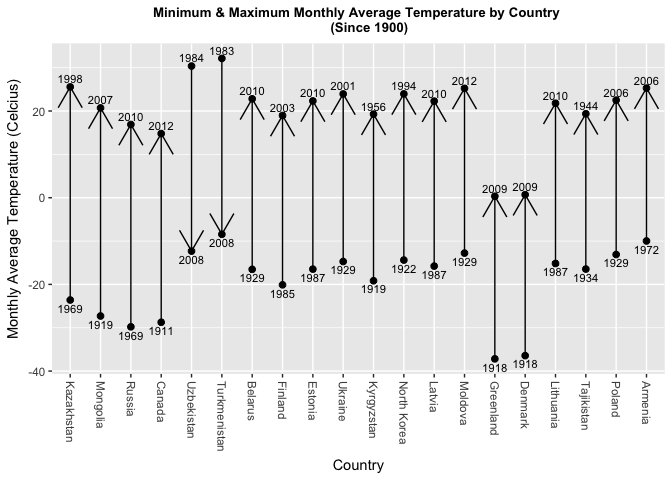 Minimum & Maximum Monthly Average Temperature by Country
(Since 1900)
Monthly Average Temperature (Celcius)
20
0
-20
-40
1998
2007
2010
2012
1984
1983
2010
2003
2010
2001
1956
1994
2010
2012
2009
2009
2010
1944
2006
2006
1969
1919
1969
1911
2008
2008
1929
1985
1987
1929
1919
1922
1987
1929
1918
1918
1987
1934
1929
1972
Kazakhstan
Mongolia
Russia
Canada
Uzbekistan
Turkmenistan
Belarus
Finland
Estonia
Ukraine
Kyrgyzstan
North Korea
Latvia
Moldova
Greenland
Denmark
Lithuania
Tajikistan
Poland
Armenia
Country